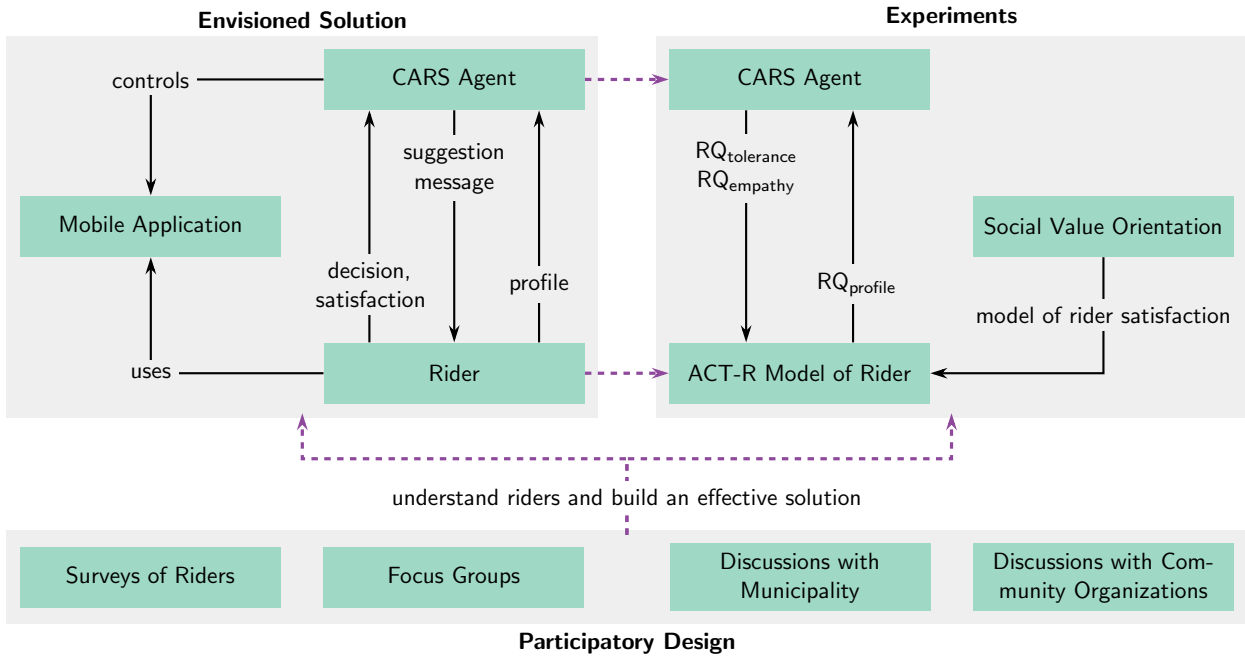 Envisioned Solution
Experiments
CARS Agent
CARS Agent
controls
suggestion
message
RQtolerance
RQempathy
Mobile Application
Social Value Orientation
decision,
satisfaction
profile
RQprofile
model of rider satisfaction
uses
Rider
ACT-R Model of Rider
understand riders and build an effective solution
Surveys of Riders
Focus Groups
Discussions with
Municipality
Discussions with Com-
munity Organizations
Participatory Design